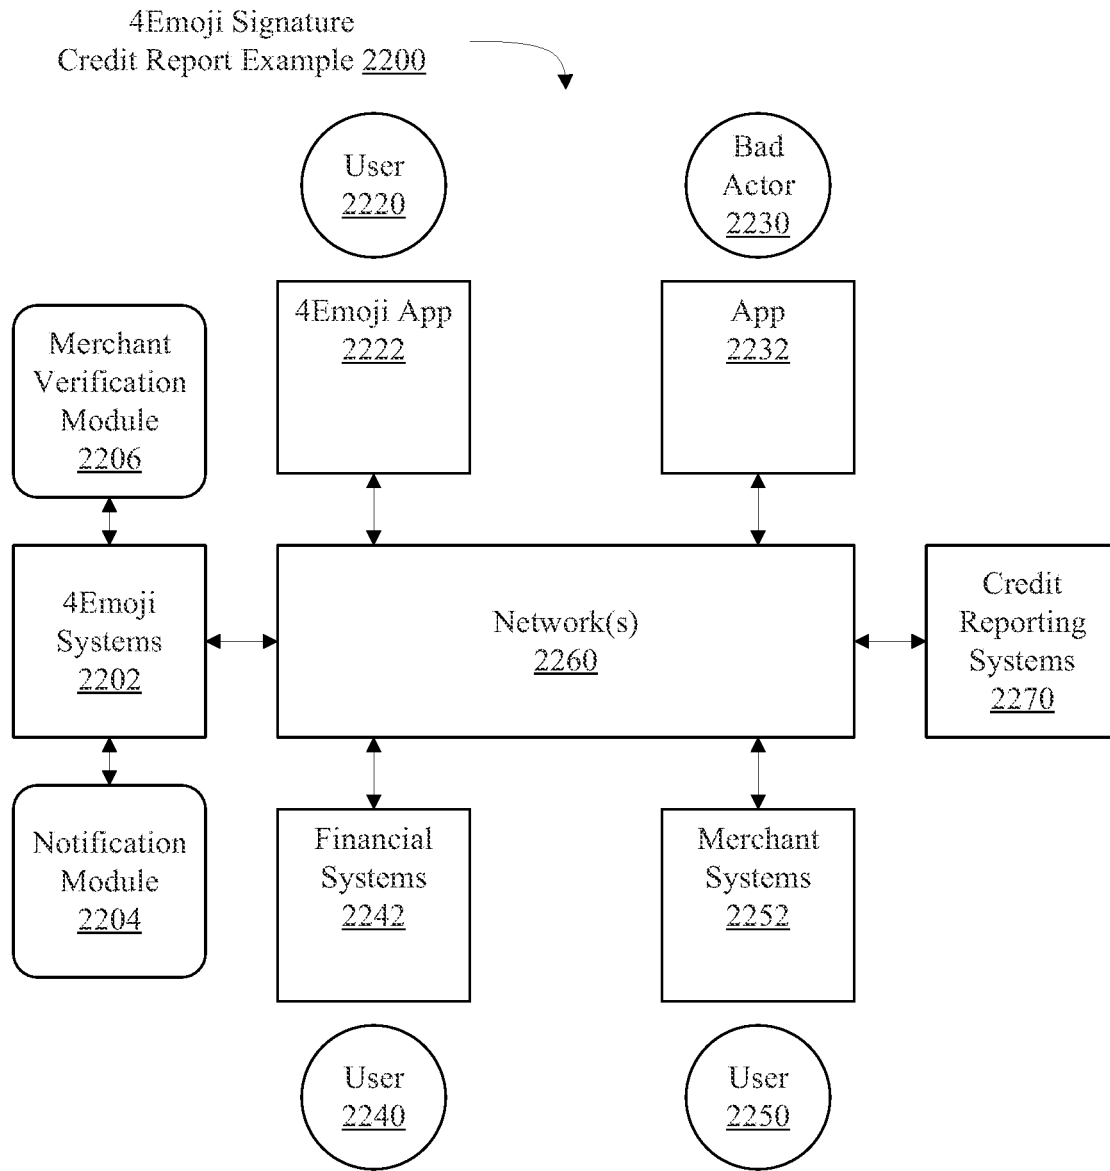 4Emoji Signature
Credit Report Example 2200
User
2220
Bad
Actor
2230
4Emoji App
2222
App
2232
Merchant
Verification
Module
2206
4Emoji
Systems
2202
Network(s)
2260
Credit
Reporting
Systems
2270
Notification
Module
2204
Financial
Systems
2242
Merchant
Systems
2252
User
2240
User
2250